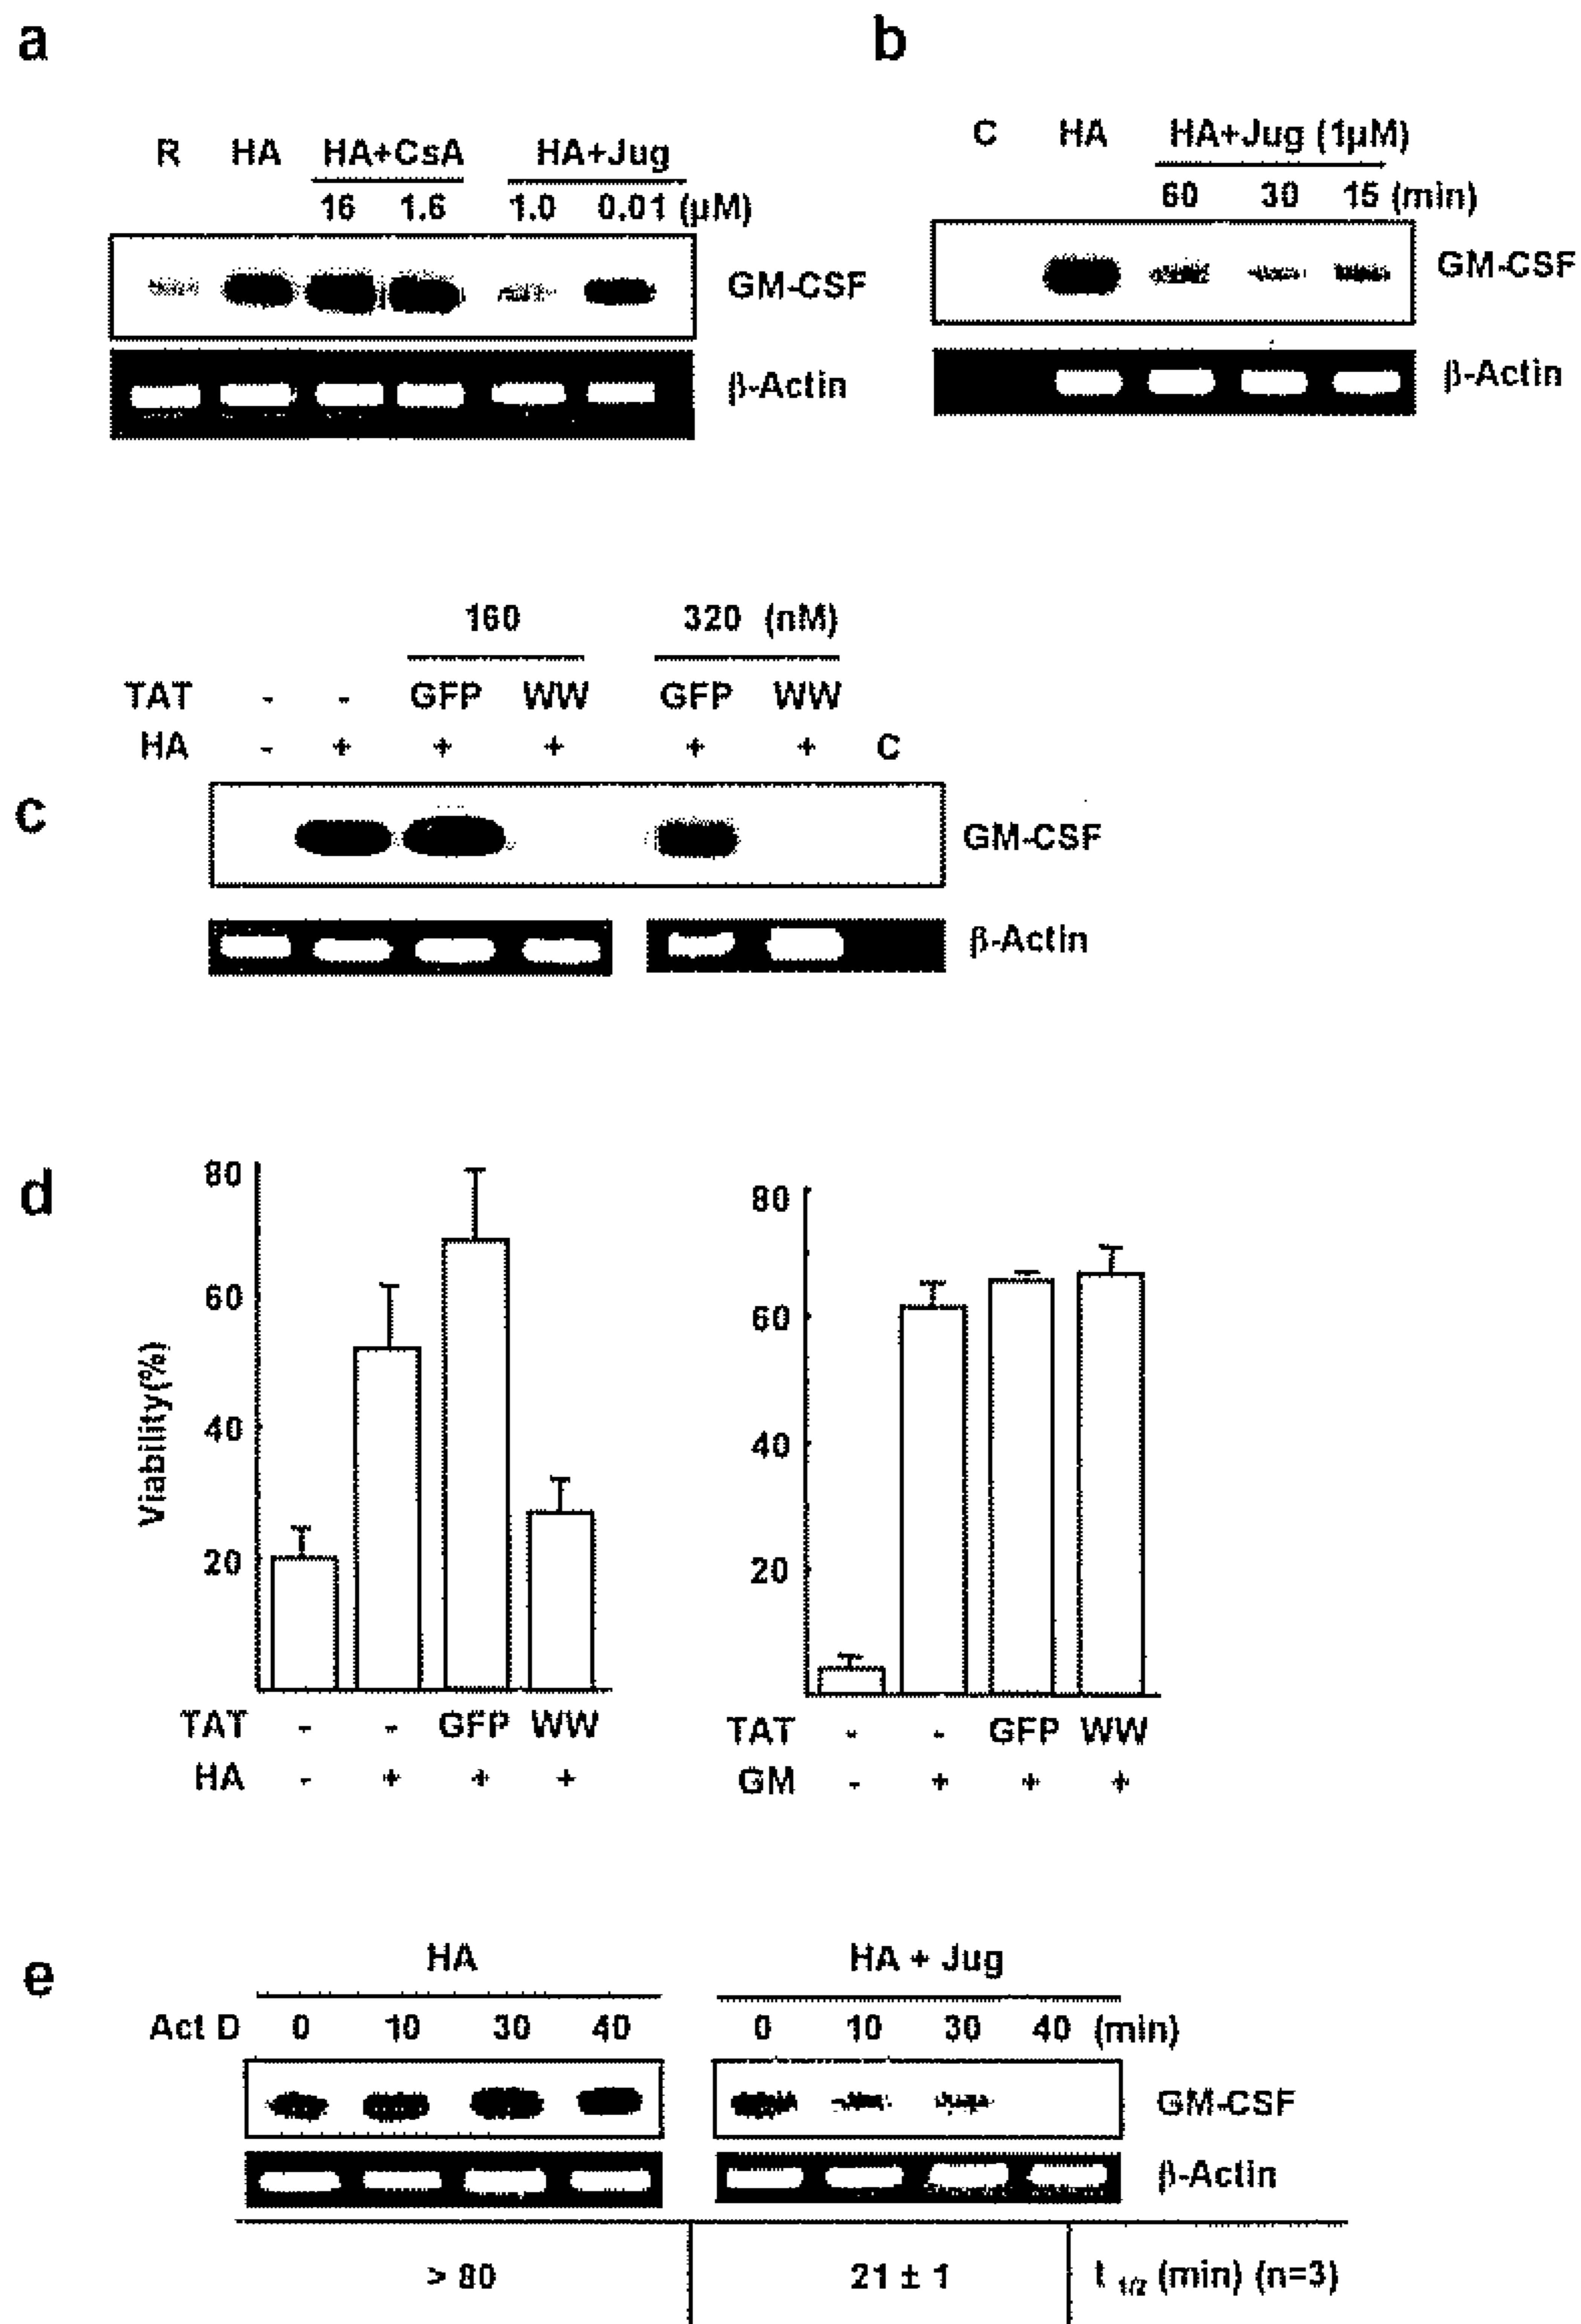 a
R HA HA+CsA HA+Jug
16 1.6 1.0 0.01 (μM)
GM-CSF
β-Actin
b
C HA HA+Jug (1μM)
60 30 15 (min)
GM-CSF
β-Actin
c
160 320 (nM)
TAT - - GFP WW GFP WW
HA - + + + + + C
GM-CSF
β-Actin
d
Viability(%)
80
60
40
20
TAT - - GFP WW
HA - + + +
80
60
40
20
TAT - - GFP WW
GM - + + +
e
HA HA + Jug
Act D 0 10 30 40 0 10 30 40 (min)
GM-CSF
β-Actin
> 80 21 ± 1 t 1/2 (min) (n=3)